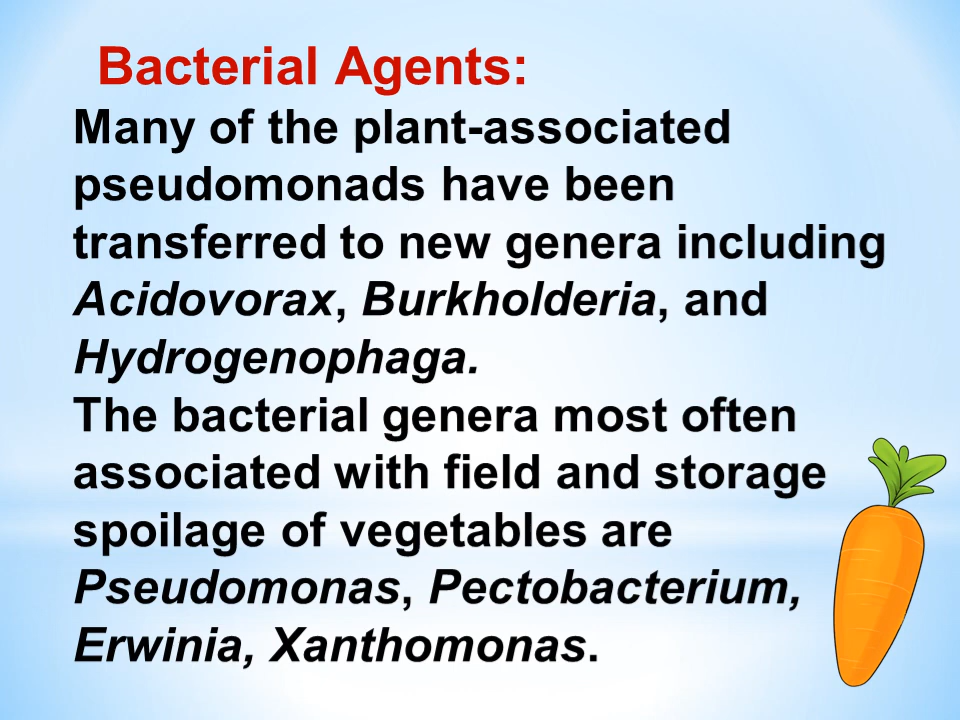 Bacterial Agents:
Many of the plant-associated
pseudomonads have been
transferred to new genera including
Acidovorax, Burkholderia, and
Hydrogenophaga.
The bacterial genera most often
associated with field and storage
spoilage of vegetables are
Pseudomonas, Pectobacterium,
Erwinia, Xanthomonas.